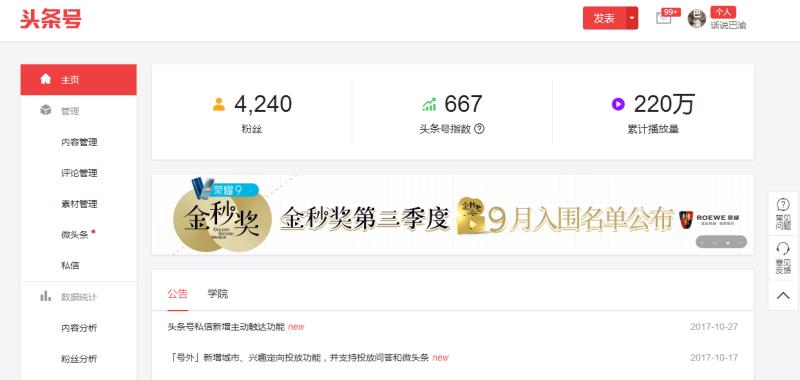 头条号
发表
99+
巴渝
个人
话说巴渝
主页
管理
内容管理
评论管理
素材管理
微头条
私信
数据统计
内容分析
粉丝分析
4,240
粉丝
667
头条号指数
220万
累计播放量
荣耀9
金秒奖
GOLDEN SECOND AWARDS
金秒奖第三季度
金秒奖
9月入围名单公布
ROEWE 荣威
公告 学院
头条号私信新增主动触达功能 new 2017-10-27
「号外」新增城市、兴趣定向投放功能，并支持投放问答和微头条 new 2017-10-17
常见
问题
意见
反馈